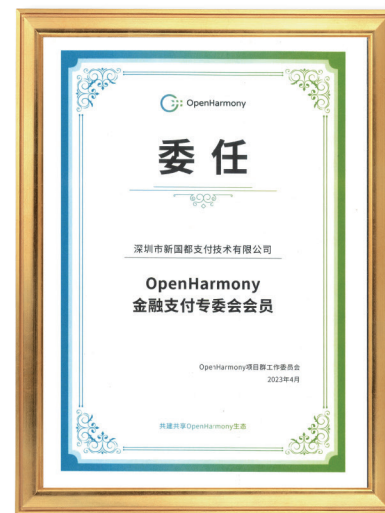 OpenHarmony
委任
深圳市新国都支付技术有限公司
OpenHarmony
金融支付专委会会员
OpenHarmony项目群工作委员会
2023年4月
共建共享OpenHarmony生态